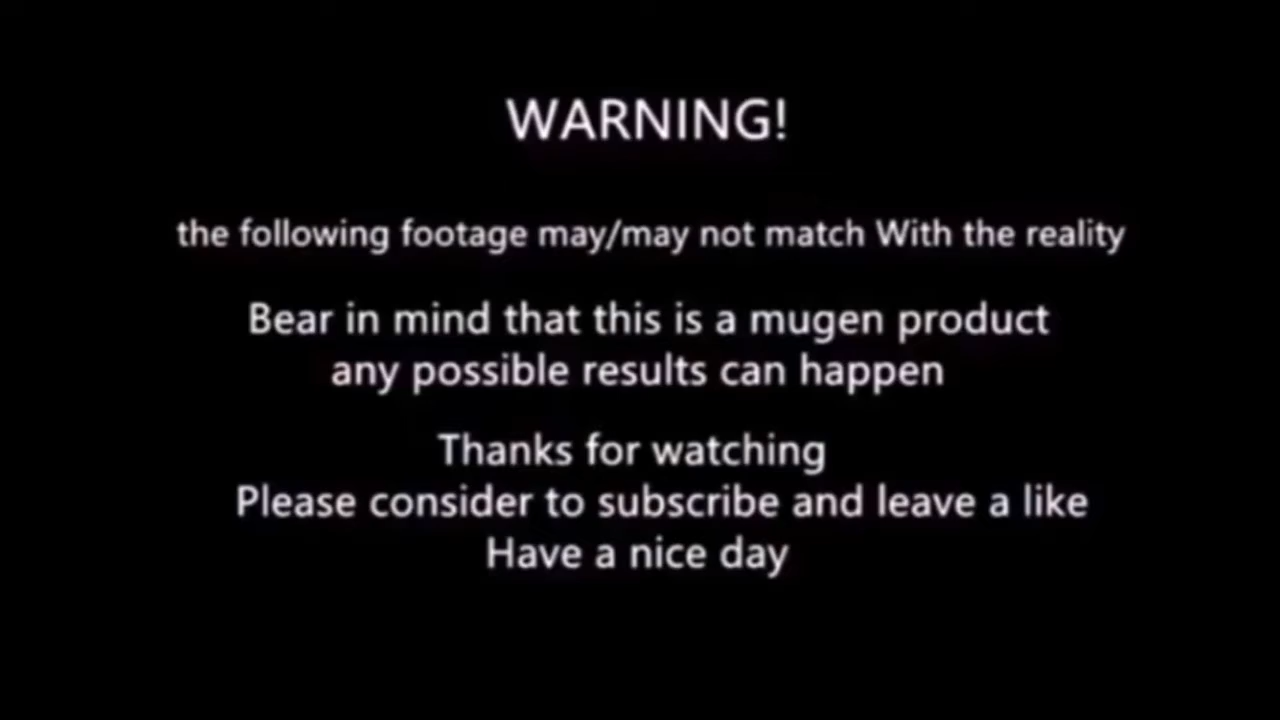 WARNING!
the following footage may/may not match With the reality
Bear in mind that this is a mugen product
any possible results can happen
Thanks for watching
Please consider to subscribe and leave a like
Have a nice day